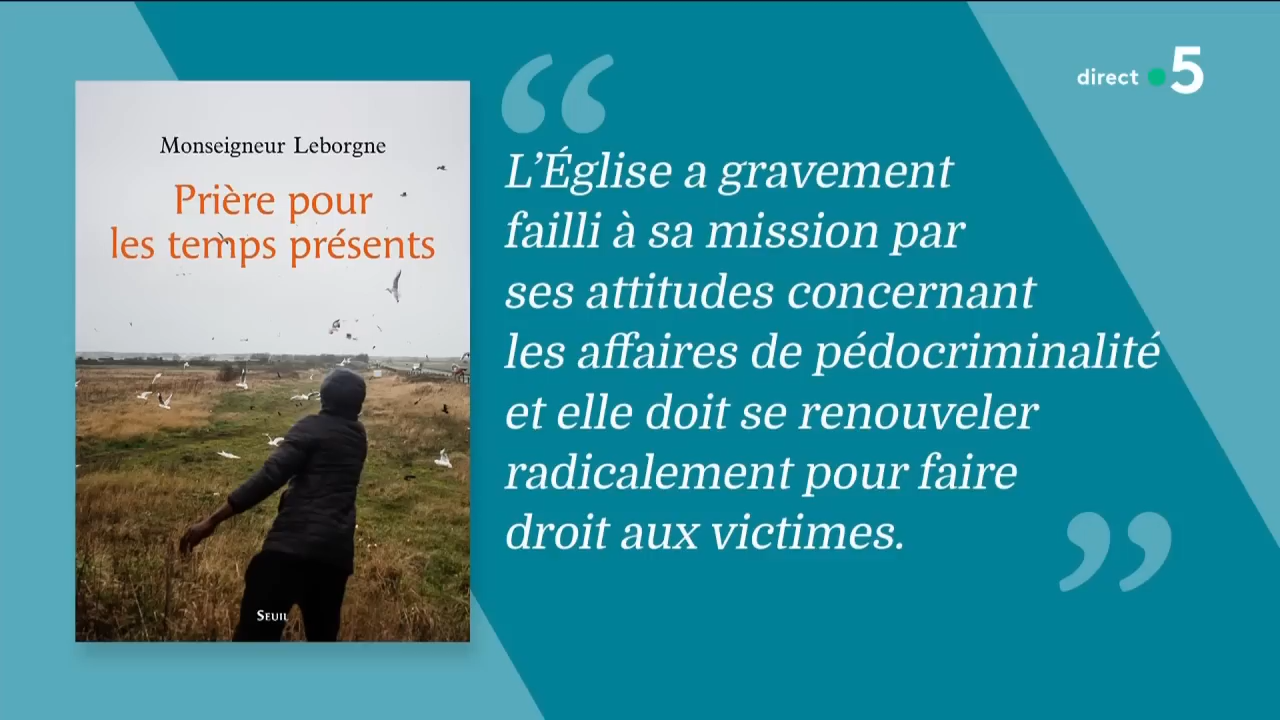 direct 5
Monseigneur Leborgne
Prière pour
les temps présents
SEUIL
“
L’Église a gravement
failli à sa mission par
ses attitudes concernant
les affaires de pédocriminalité
et elle doit se renouveler
radicalement pour faire
droit aux victimes.
”